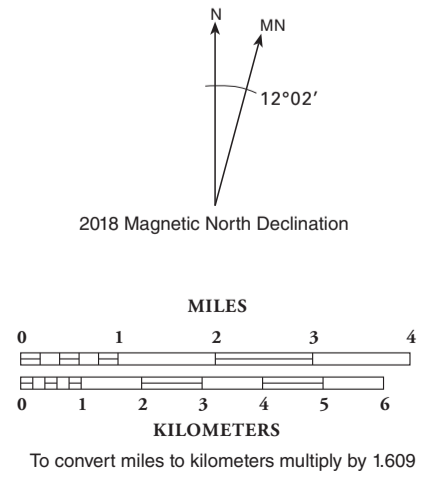 N
MN
12°02'
2018 Magnetic North Declination
MILES
0 1 2 3 4
0 1 2 3 4 5 6
KILOMETERS
To convert miles to kilometers multiply by 1.609